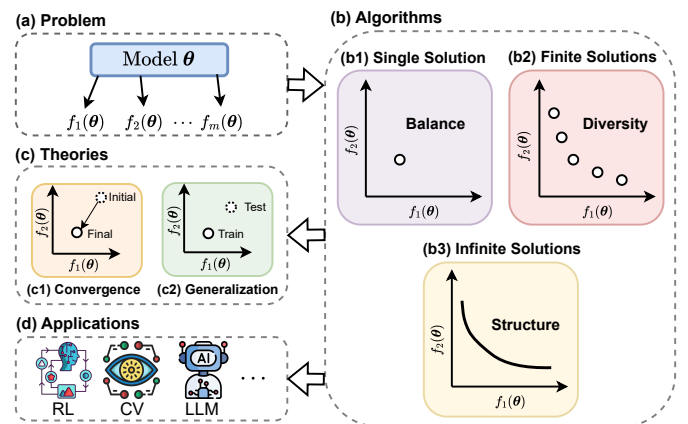 (a) Problem
Model θ
f₁(θ) f₂(θ) ⋯ fₘ(θ)
(b) Algorithms
(b1) Single Solution
Balance
f₂(θ)
f₁(θ)
(b2) Finite Solutions
Diversity
f₂(θ)
f₁(θ)
(b3) Infinite Solutions
Structure
f₂(θ)
f₁(θ)
(c) Theories
Initial
Final
f₂(θ)
f₁(θ)
(c1) Convergence
Test
Train
f₂(θ)
f₁(θ)
(c2) Generalization
(d) Applications
AI
RL CV LLM ⋯